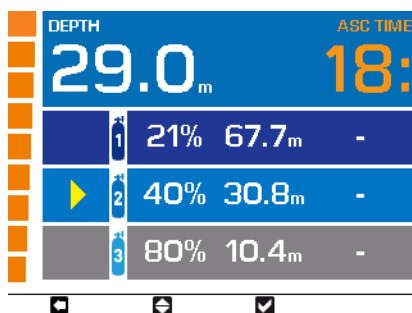 DEPTH ASC TIME
29.0m 18:
1 21% 67.7m -
2 40% 30.8m -
3 80% 10.4m -